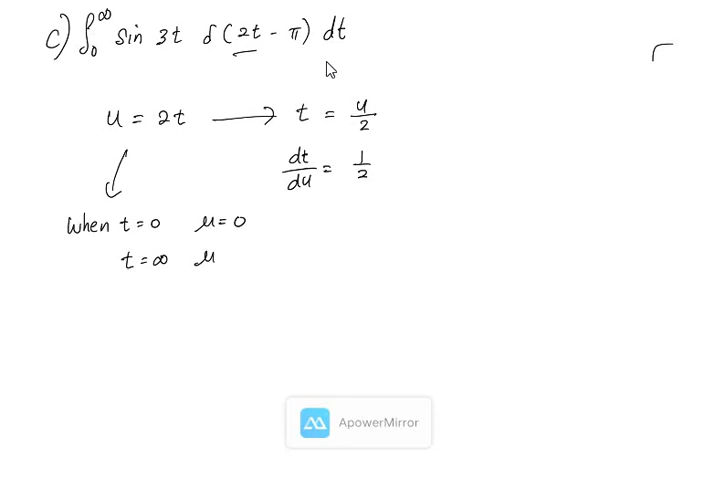 c) ∫₀^∞ sin 3t δ(2t - π) dt
u = 2t ⟶ t = u/2
dt/du = 1/2
when t = 0 u = 0
t = ∞ u
ApowerMirror